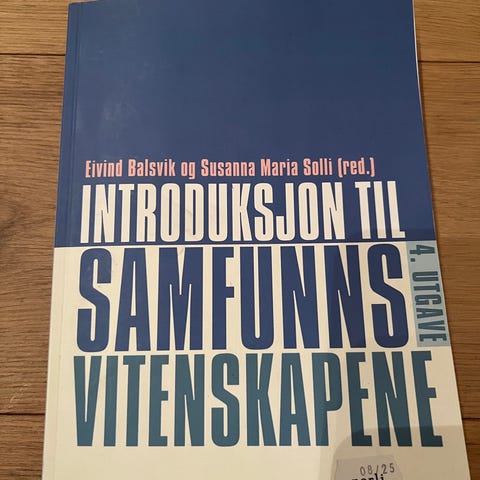 Eivind Balsvik og Susanna Maria Solli (red.)
INTRODUKSJON TIL
SAMFUNNS
VITENSKAPENE
4. UTGAVE
08/25